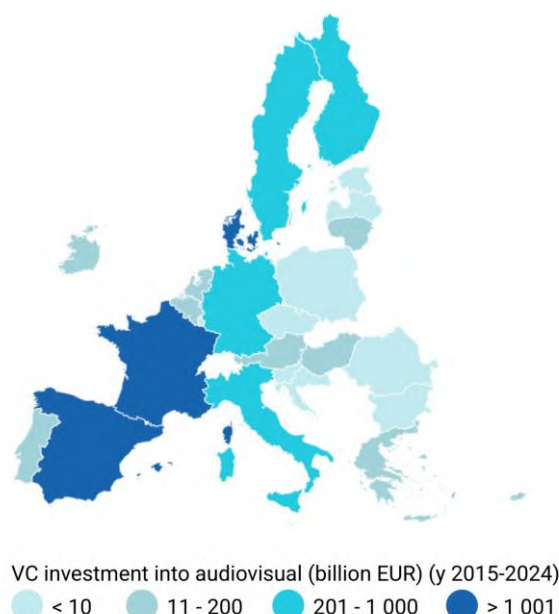 VC investment into audiovisual (billion EUR) (y 2015-2024)
< 10 11 - 200 201 - 1 000 > 1 001